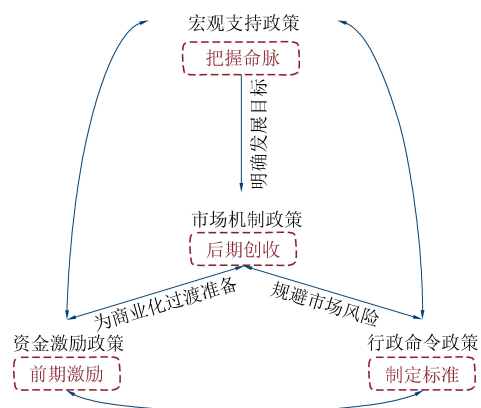 宏观支持政策
把握命脉
明确发展目标
市场机制政策
后期创收
为商业化过渡准备
规避市场风险
资金激励政策
前期激励
行政命令政策
制定标准